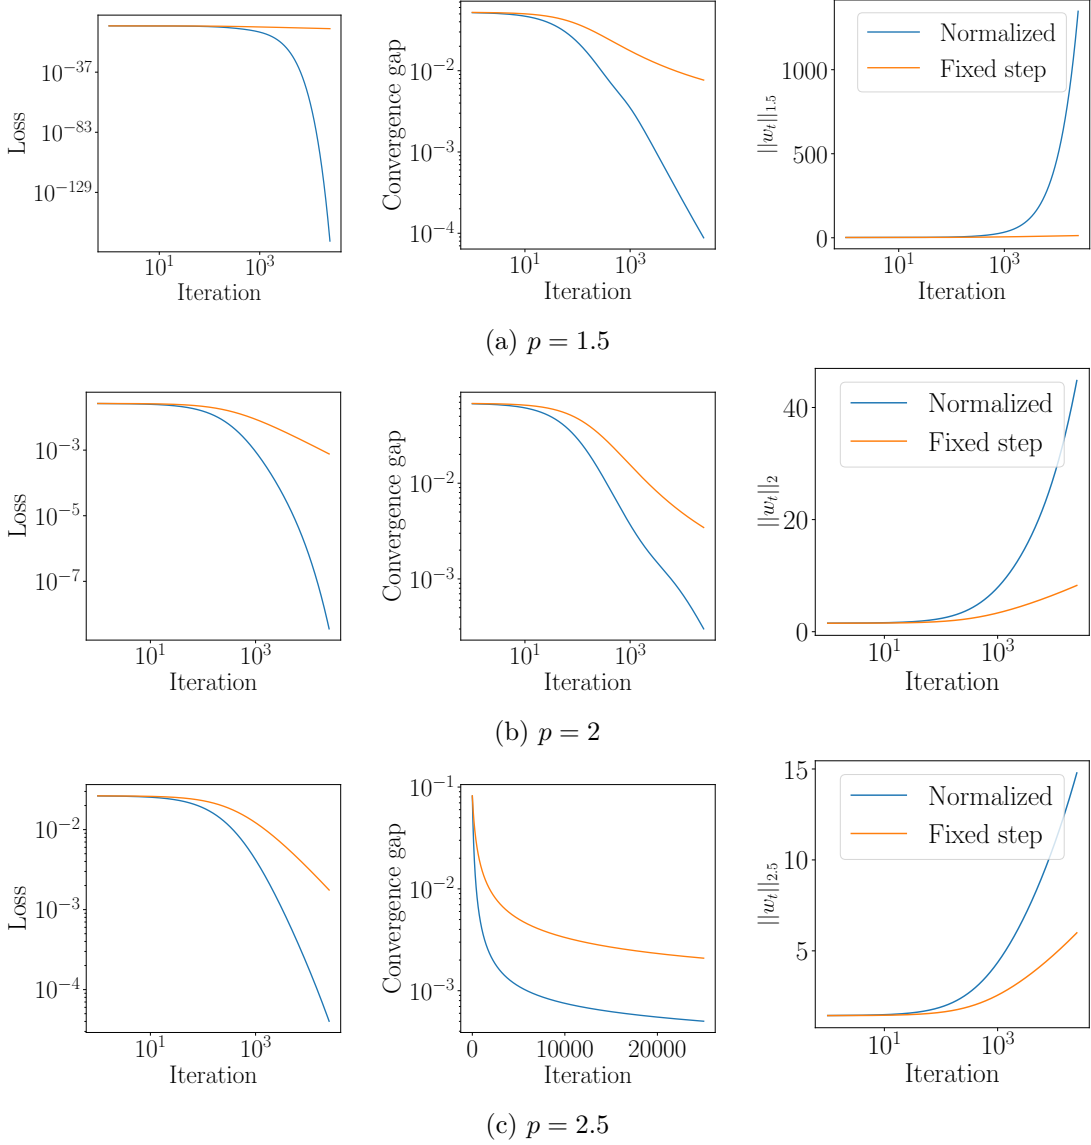 Loss
10^-37
10^-83
10^-129
10^1
10^3
Iteration
Convergence gap
10^-2
10^-3
10^-4
10^1
10^3
Iteration
||w_t||_1.5
1000
500
0
10^1
10^3
Iteration
Normalized
Fixed step
(a) p = 1.5
Loss
10^-3
10^-5
10^-7
10^1
10^3
Iteration
Convergence gap
10^-2
10^-3
10^1
10^3
Iteration
||w_t||_2
40
20
0
10^1
10^3
Iteration
Normalized
Fixed step
(b) p = 2
Loss
10^-2
10^-3
10^-4
10^1
10^3
Iteration
Convergence gap
10^-1
10^-2
10^-3
0
10000
20000
Iteration
||w_t||_2.5
15
10
5
10^1
10^3
Iteration
Normalized
Fixed step
(c) p = 2.5